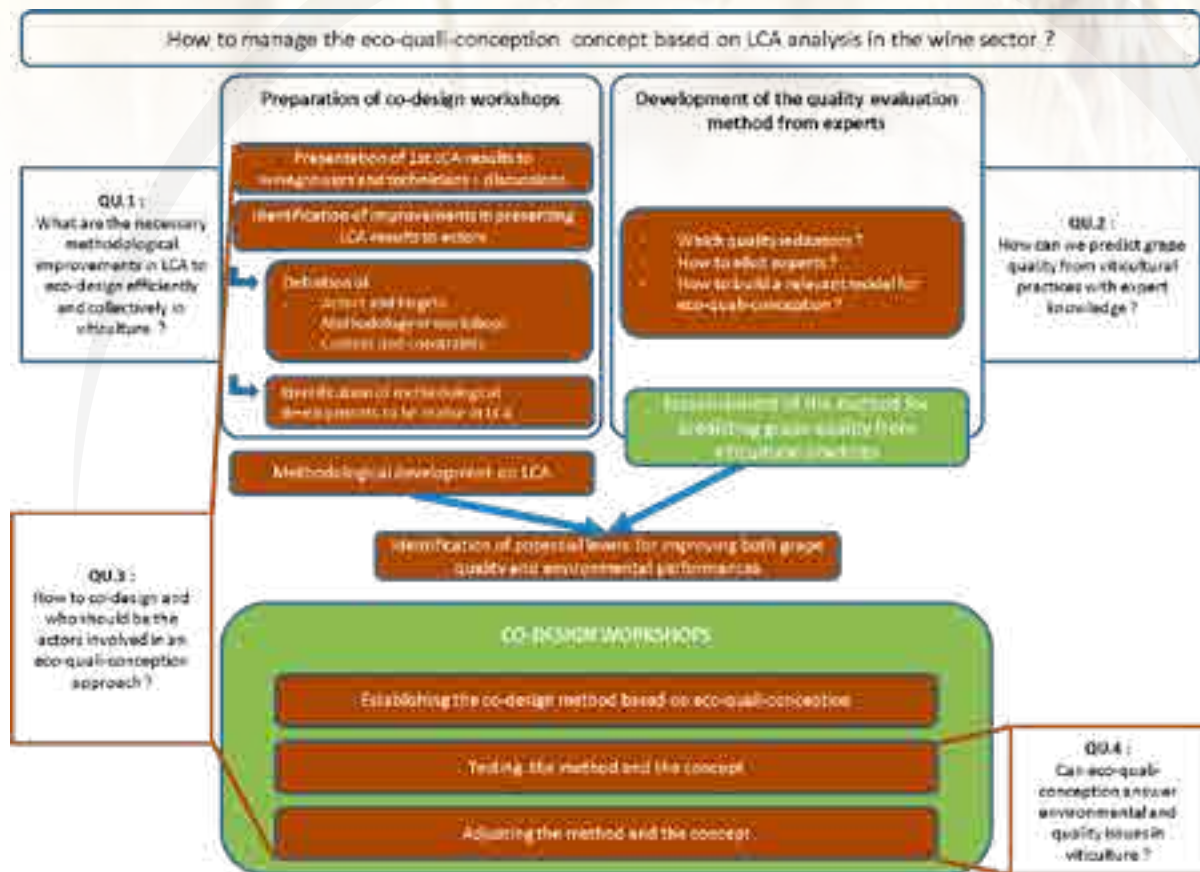 How to manage the eco-quali-conception concept based on LCA analysis in the wine sector ?
Preparation of co-design workshops
Presentation of 1st LCA results to
winegrowers and technicians : discussions
Identification of improvements in presenting
LCA results to actors
Definition of
Actors and targets
Methodology of workshops
Context and constraints
Identification of methodological
developments to be made in LCA
Methodological development on LCA
Development of the quality evaluation
method from experts
- Which quality indicators ?
- How to elicit experts ?
- How to build a relevant model for
eco-quali-conception ?
of the method for
predicting grape quality from
viticultural practices
QU.1 :
What are the necessary
methodological
improvements in LCA to
eco-design efficiently
and collectively in
viticulture ?
QU.2 :
How can we predict grape
quality from viticultural
practices with expert
knowledge ?
Identification of potential levers for improving both grape
quality and environmental performances
QU.3 :
How to co-design and
who should be the
actors involved in an
eco-quali-conception
approach ?
CO-DESIGN WORKSHOPS
Establishing the co-design method based on eco-quali-conception
Testing the method and the concept
Adjusting the method and the concept
QU.4 :
Can eco-quali-
conception answer
environmental and
quality issues in
viticulture ?